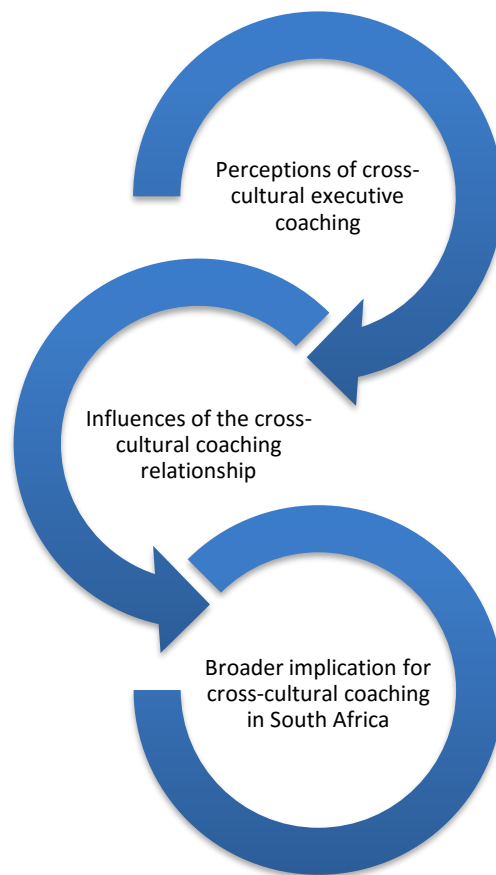 Perceptions of cross-
cultural executive
coaching
Influences of the cross-
cultural coaching
relationship
Broader implication for
cross-cultural coaching
in South Africa